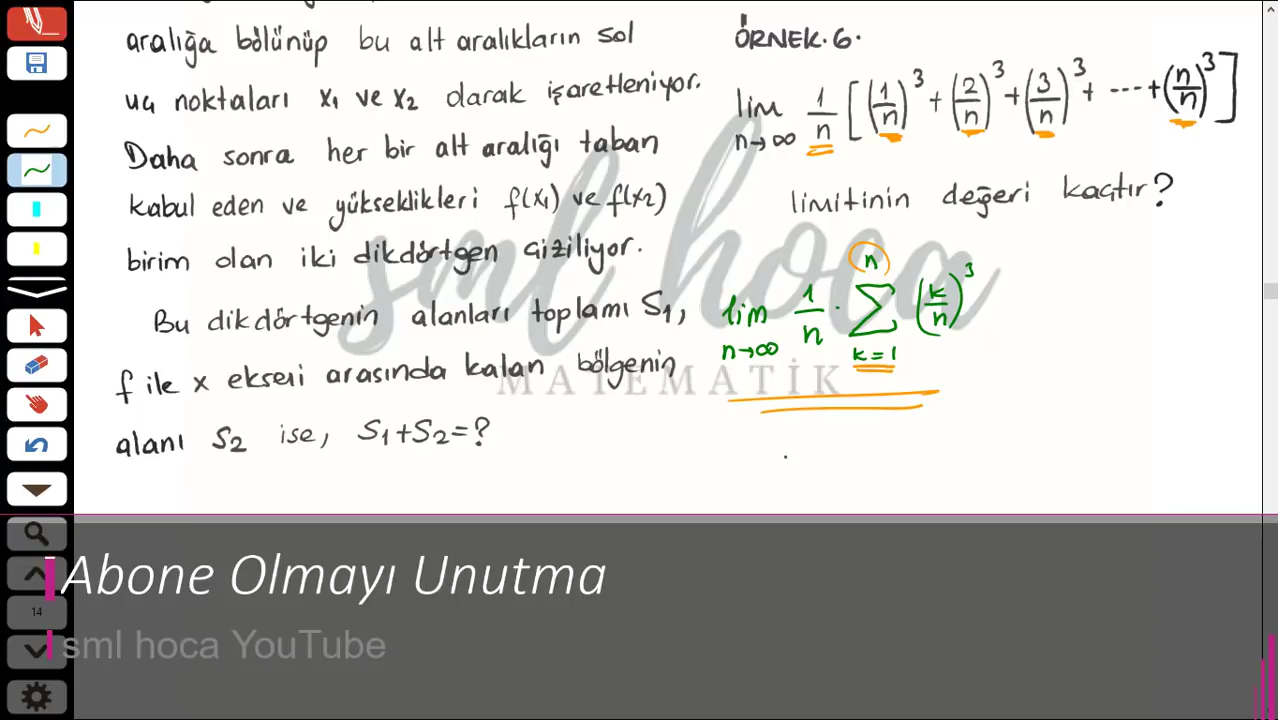 aralığa bölünüp bu alt aralıkların sol
uç noktaları x₁ ve x₂ olarak işaretleniyor.
Daha sonra her bir alt aralığı taban
kabul eden ve yükseklikleri f(x₁) ve f(x₂)
birim olan iki dikdörtgen çiziliyor.
Bu dikdörtgenin alanları toplamı S₁,
f ile x ekseni arasında kalan bölgenin
alanı S₂ ise, S₁+S₂=?
ÖRNEK.6.
lim n→∞ 1/n [(1/n)³+(2/n)³+(3/n)³+ ---- +(n/n)³]
limitinin değeri kaçtır?
lim n→∞ 1/n · n∑k=1 (k/n)³
sml hoca
MATEMATİK
14
Abone Olmayı Unutma
sml hoca YouTube